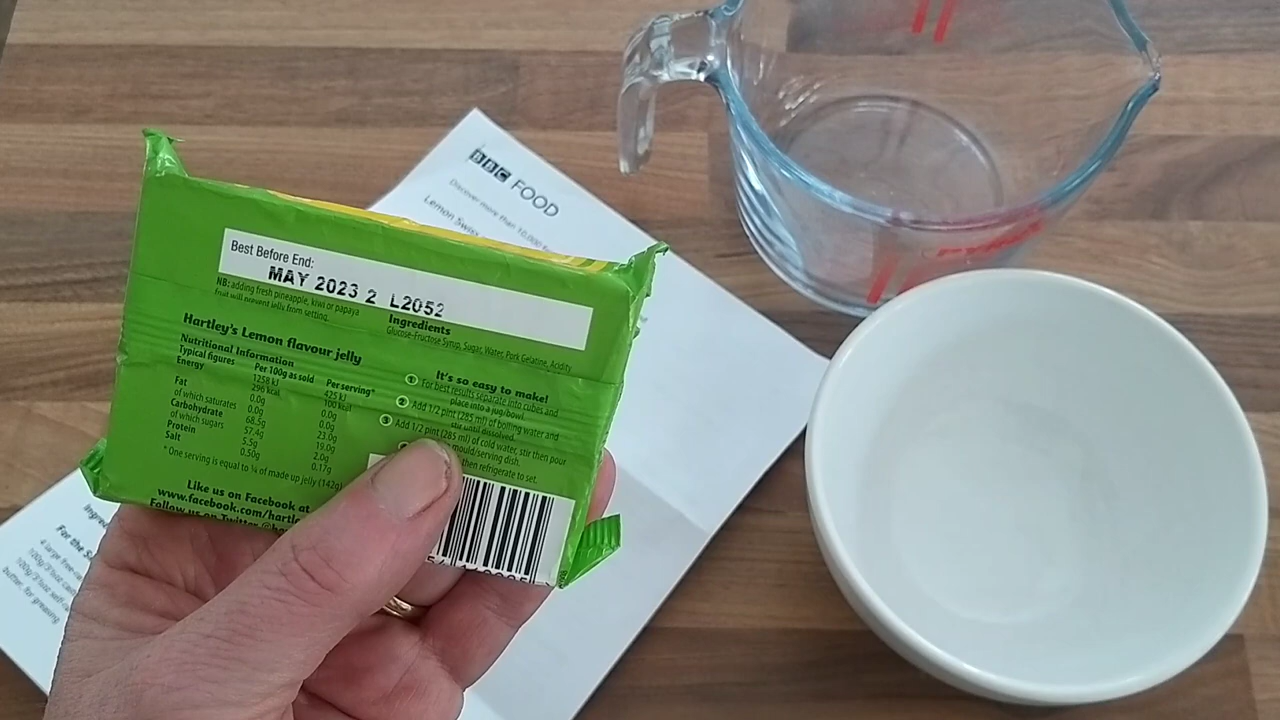 BBC FOOD
Discover more than 10,000
Lemon Swiss
Best Before End:
MAY 2023 2 L2052
NB: adding fresh pineapple, kiwi or papaya
fruit will prevent jelly from setting.
Ingredients
Glucose-Fructose Syrup, Sugar, Water, Pork Gelatine, Acidity
Hartley's Lemon flavour jelly
Nutritional Information
Typical figures Per 100g as sold Per serving*
Energy 1258 kJ 425 kJ
296 kcal 100 kcal
Fat 0.0g 0.0g
of which saturates 0.0g 0.0g
Carbohydrate 68.5g 23.0g
of which sugars 57.4g 19.0g
Protein 5.5g 2.0g
Salt 0.50g 0.17g
* One serving is equal to ¼ of made up jelly (142g)
It's so easy to make!
1 For best results separate into cubes and
place into a jug/bowl.
2 Add 1/2 pint (285 ml) of boiling water and
stir until dissolved.
3 Add 1/2 pint (285 ml) of cold water, stir then pour
mould/serving dish.
then refrigerate to set.
Like us on Facebook at
www.facebook.com/hartle
Follow us on Twitter
For the
4 large free
butter, for greasing